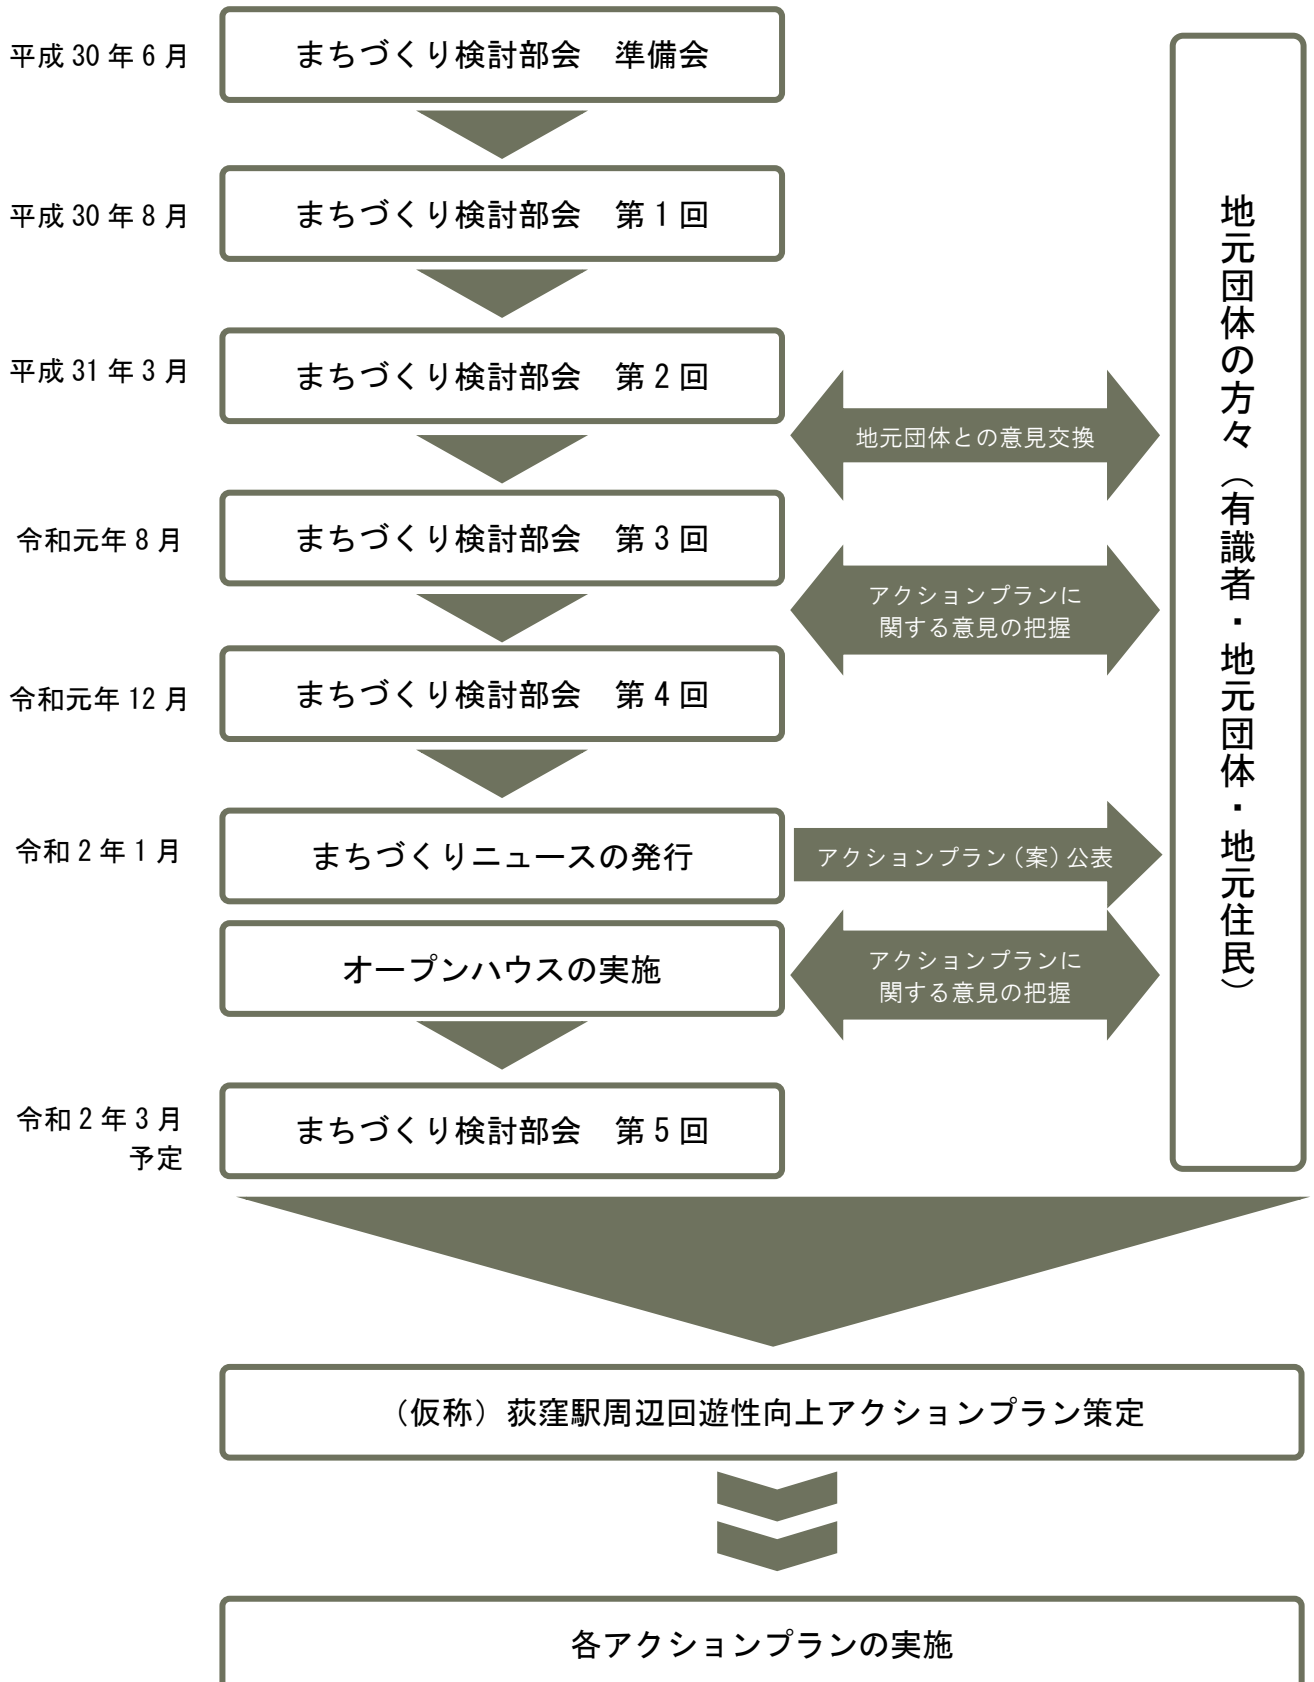 平成 30 年 6 月
まちづくり検討部会　準備会
平成 30 年 8 月
まちづくり検討部会　第 1 回
平成 31 年 3 月
まちづくり検討部会　第 2 回
地元団体との意見交換
令和元年 8 月
まちづくり検討部会　第 3 回
アクションプランに
関する意見の把握
令和元年 12 月
まちづくり検討部会　第 4 回
令和 2 年 1 月
まちづくりニュースの発行
アクションプラン（案）公表
オープンハウスの実施
アクションプランに
関する意見の把握
令和 2 年 3 月
予定
まちづくり検討部会　第 5 回
地元団体の方々（有識者・地元団体・地元住民）
（仮称）荻窪駅周辺回遊性向上アクションプラン策定
各アクションプランの実施